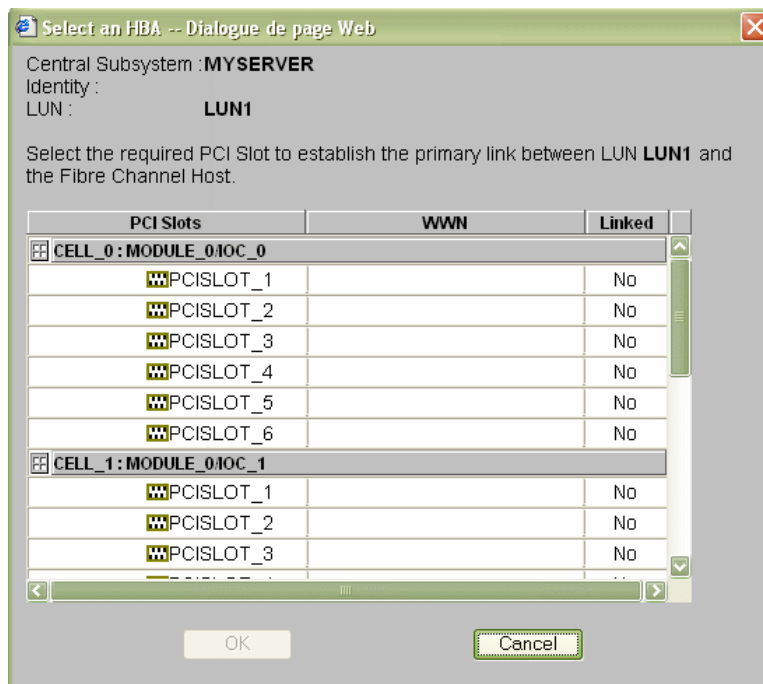 Select an HBA -- Dialogue de page Web
Central Subsystem : MYSERVER
Identity :
LUN : LUN1
Select the required PCI Slot to establish the primary link between LUN LUN1 and
the Fibre Channel Host.
PCI Slots WWN Linked
CELL_0 : MODULE_0/IOC_0
PCISLOT_1 No
PCISLOT_2 No
PCISLOT_3 No
PCISLOT_4 No
PCISLOT_5 No
PCISLOT_6 No
CELL_1 : MODULE_0/IOC_1
PCISLOT_1 No
PCISLOT_2 No
PCISLOT_3 No
OK Cancel